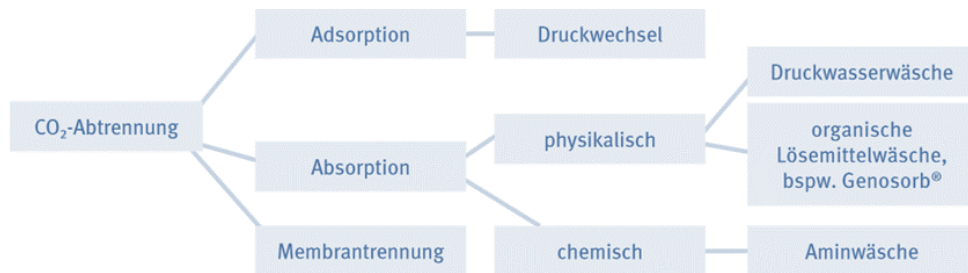 Adsorption
Druckwechsel
Druckwasserwäsche
CO₂-Abtrennung
physikalisch
organische
Lösemittelwäsche,
bspw. Genosorb®
Absorption
Membrantrennung
chemisch
Aminwäsche